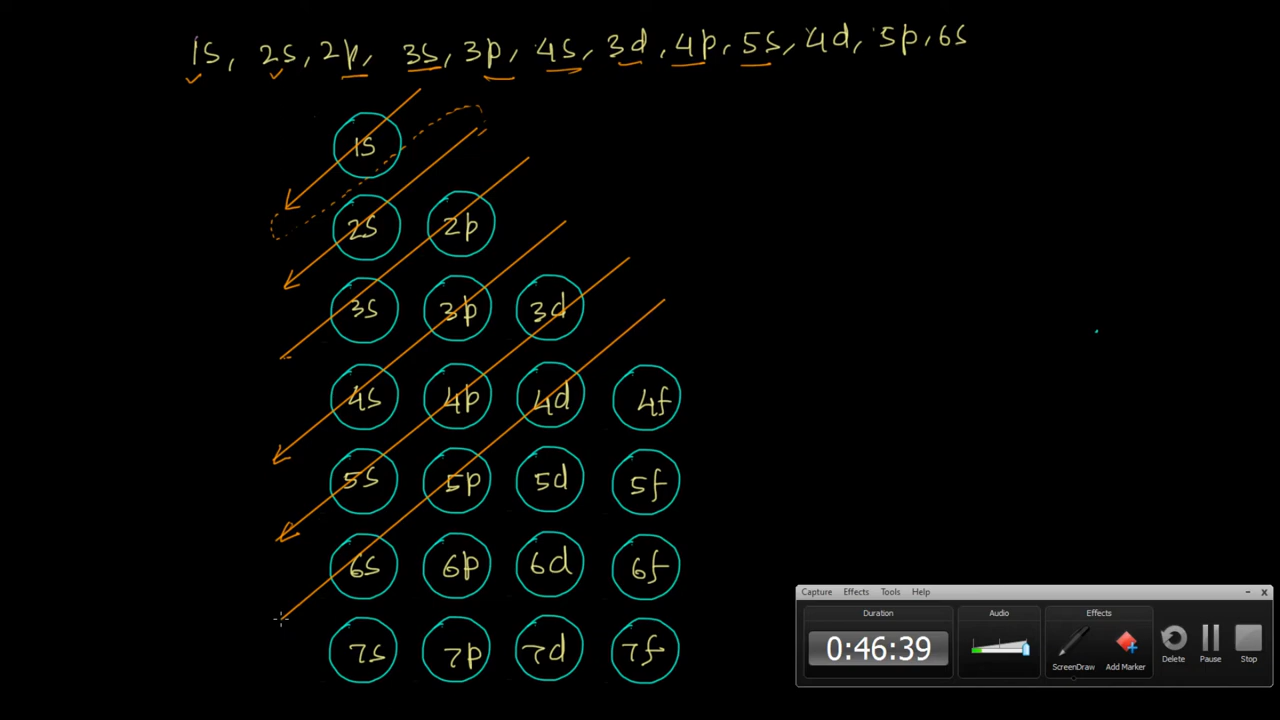 1s, 2s, 2p, 3s, 3p, 4s, 3d, 4p, 5s, 4d, 5p, 6s
1s
2s 2p
3s 3p 3d
4s 4p 4d 4f
5s 5p 5d 5f
6s 6p 6d 6f
7s 7p 7d 7f
Capture Effects Tools Help
Duration Audio Effects
0:46:39
ScreenDraw Add Marker Delete Pause Stop